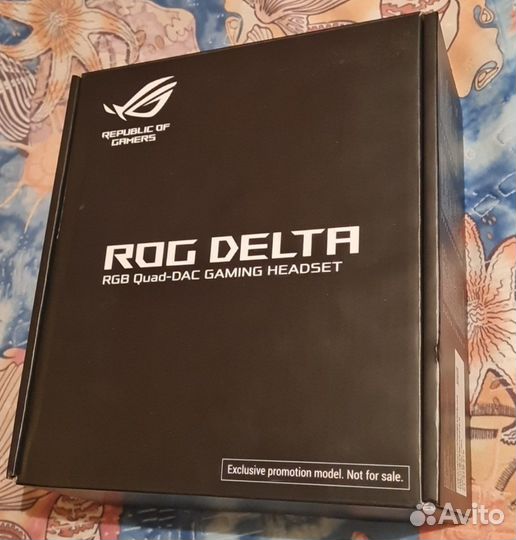 REPUBLIC OF
GAMERS
ROG DELTA
RGB Quad-DAC GAMING HEADSET
Exclusive promotion model. Not for sale.
Avito